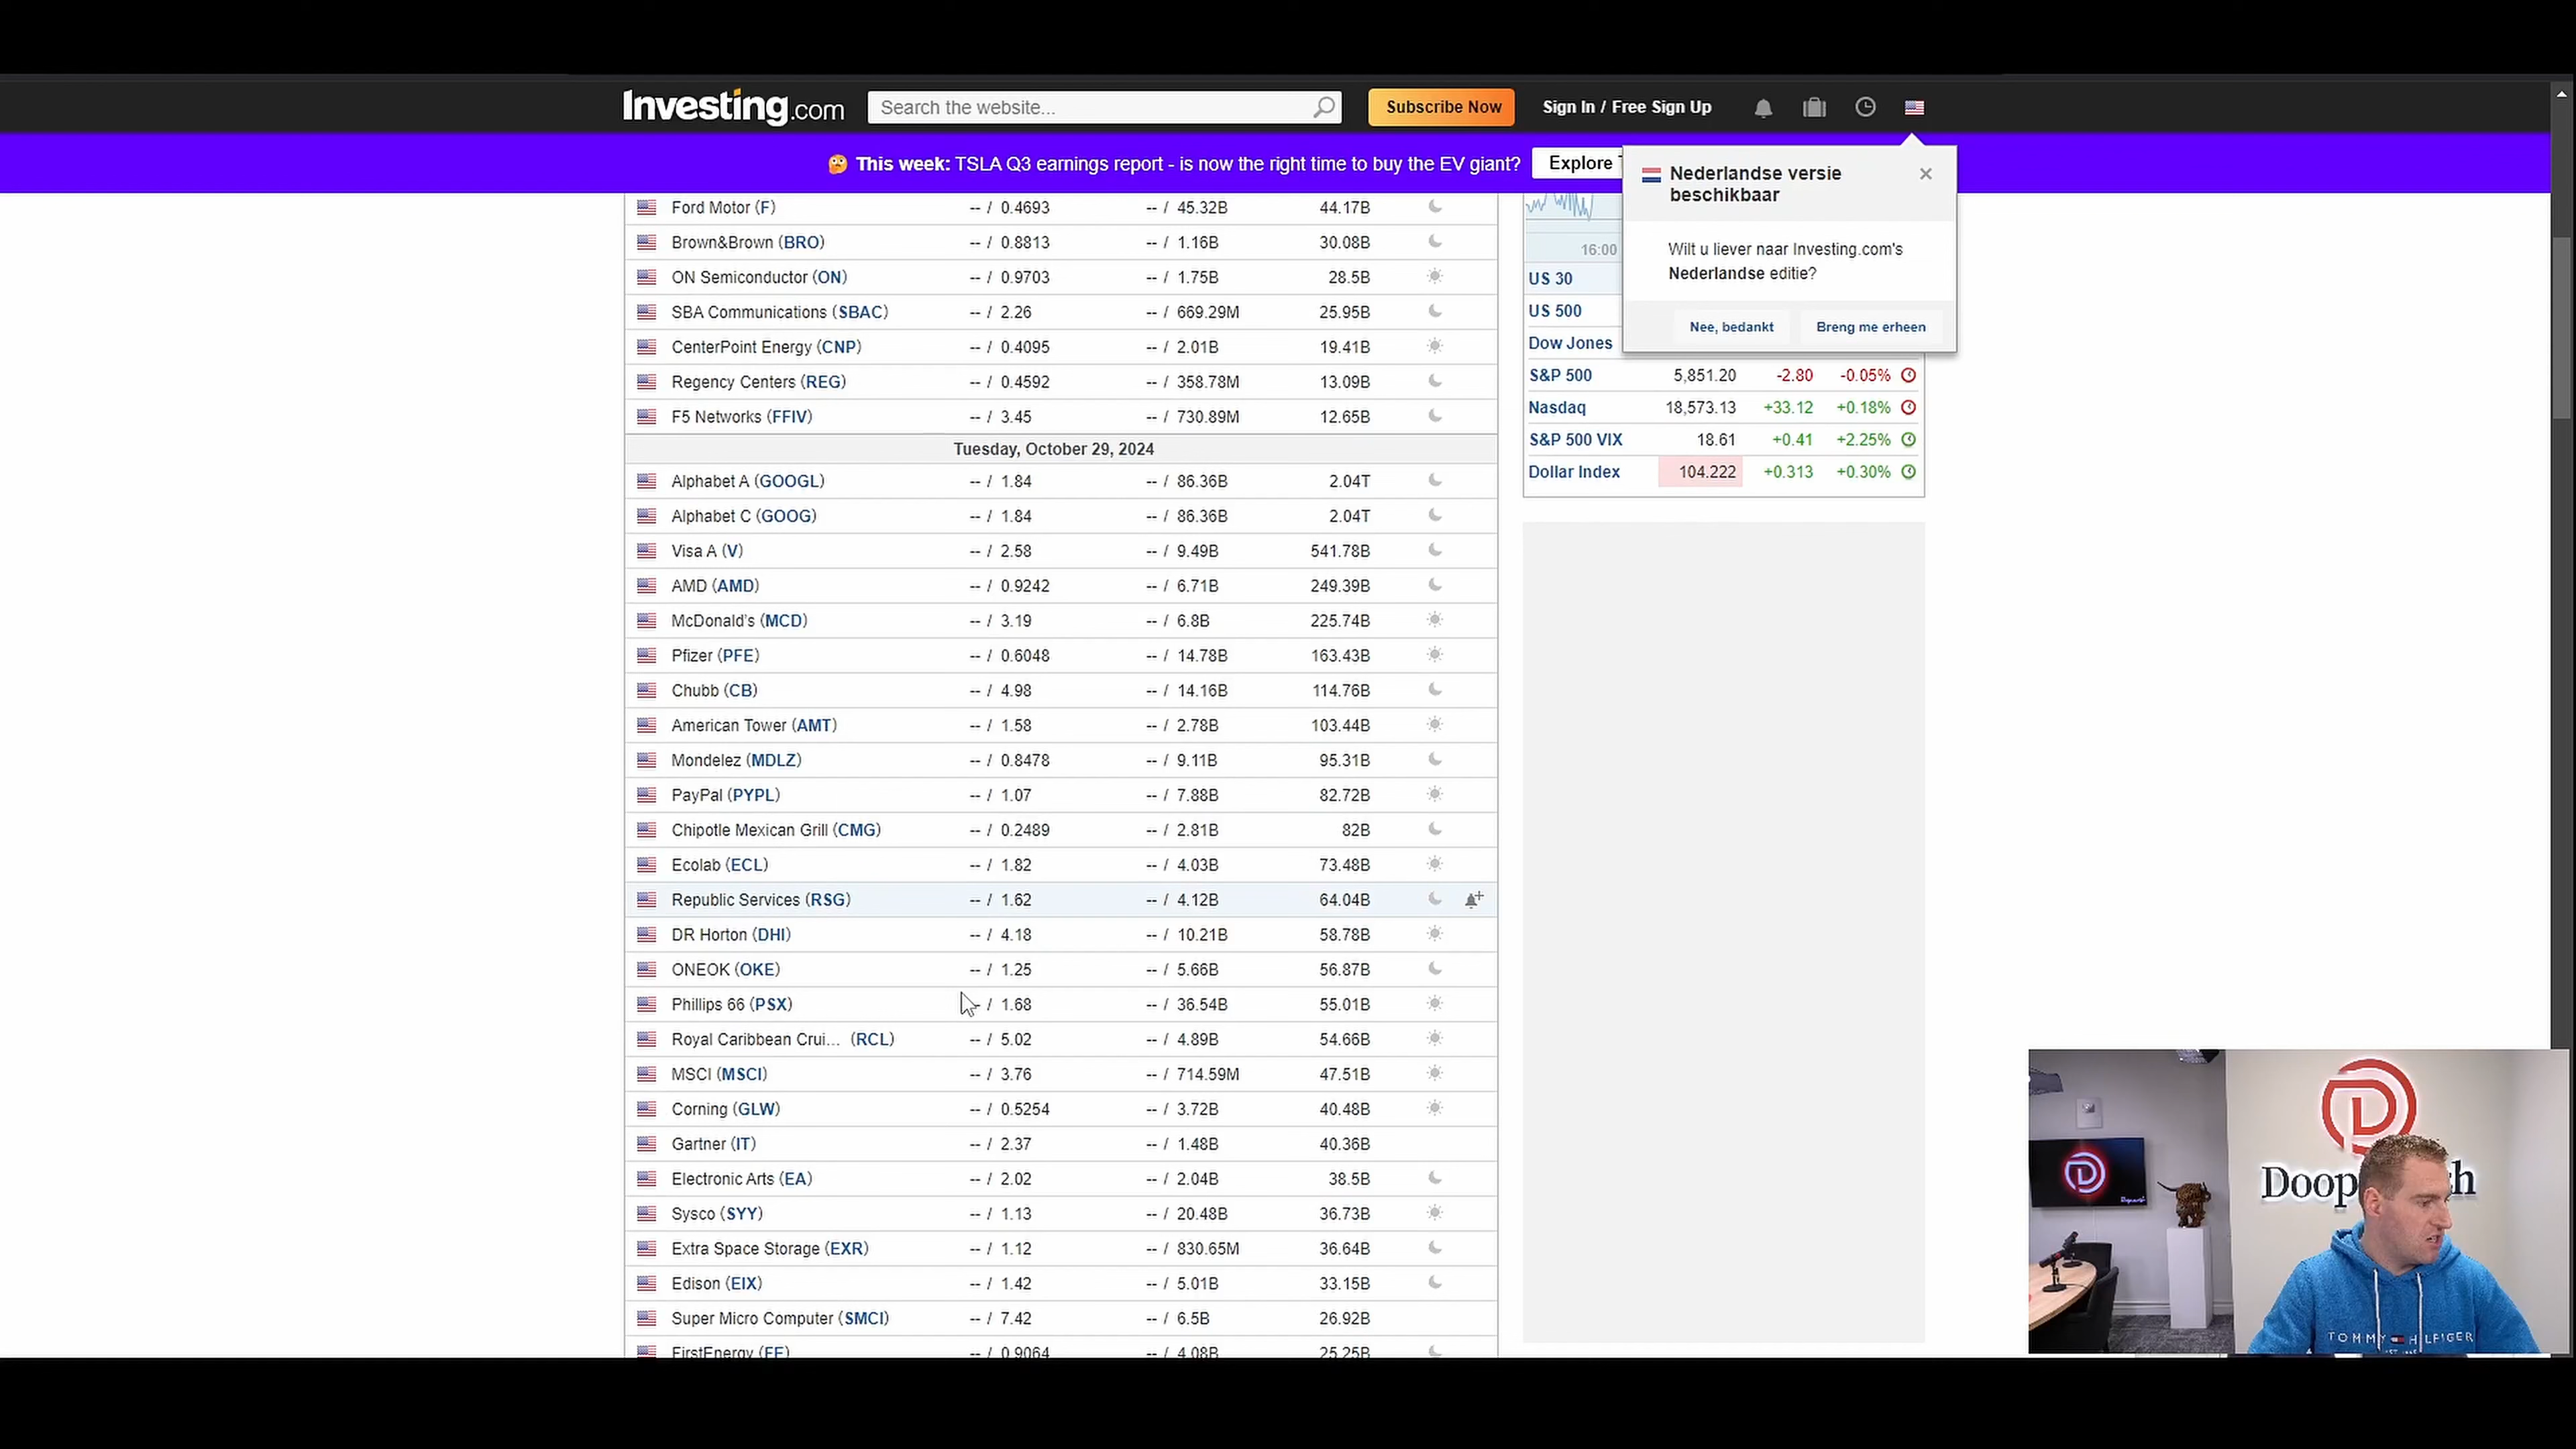 Investing.com
Search the website...
Subscribe Now
Sign In / Free Sign Up
This week: TSLA Q3 earnings report - is now the right time to buy the EV giant?
Explore
Nederlandse versie
beschikbaar
Wilt u liever naar Investing.com's
Nederlandse editie?
Nee, bedankt
Breng me erheen
Ford Motor (F) -- / 0.4693 -- / 45.32B 44.17B
Brown&Brown (BRO) -- / 0.8813 -- / 1.16B 30.08B
ON Semiconductor (ON) -- / 0.9703 -- / 1.75B 28.5B
SBA Communications (SBAC) -- / 2.26 -- / 669.29M 25.95B
CenterPoint Energy (CNP) -- / 0.4095 -- / 2.01B 19.41B
Regency Centers (REG) -- / 0.4592 -- / 358.78M 13.09B
F5 Networks (FFIV) -- / 3.45 -- / 730.89M 12.65B
Tuesday, October 29, 2024
Alphabet A (GOOGL) -- / 1.84 -- / 86.36B 2.04T
Alphabet C (GOOG) -- / 1.84 -- / 86.36B 2.04T
Visa A (V) -- / 2.58 -- / 9.49B 541.78B
AMD (AMD) -- / 0.9242 -- / 6.71B 249.39B
McDonald's (MCD) -- / 3.19 -- / 6.8B 225.74B
Pfizer (PFE) -- / 0.6048 -- / 14.78B 163.43B
Chubb (CB) -- / 4.98 -- / 14.16B 114.76B
American Tower (AMT) -- / 1.58 -- / 2.78B 103.44B
Mondelez (MDLZ) -- / 0.8478 -- / 9.11B 95.31B
PayPal (PYPL) -- / 1.07 -- / 7.88B 82.72B
Chipotle Mexican Grill (CMG) -- / 0.2489 -- / 2.81B 82B
Ecolab (ECL) -- / 1.82 -- / 4.03B 73.48B
Republic Services (RSG) -- / 1.62 -- / 4.12B 64.04B
DR Horton (DHI) -- / 4.18 -- / 10.21B 58.78B
ONEOK (OKE) -- / 1.25 -- / 5.66B 56.87B
Phillips 66 (PSX) -- / 1.68 -- / 36.54B 55.01B
Royal Caribbean Crui... (RCL) -- / 5.02 -- / 4.89B 54.66B
MSCI (MSCI) -- / 3.76 -- / 714.59M 47.51B
Corning (GLW) -- / 0.5254 -- / 3.72B 40.48B
Gartner (IT) -- / 2.37 -- / 1.48B 40.36B
Electronic Arts (EA) -- / 2.02 -- / 2.04B 38.5B
Sysco (SYY) -- / 1.13 -- / 20.48B 36.73B
Extra Space Storage (EXR) -- / 1.12 -- / 830.65M 36.64B
Edison (EIX) -- / 1.42 -- / 5.01B 33.15B
Super Micro Computer (SMCI) -- / 7.42 -- / 6.5B 26.92B
FirstEnergy (FE) -- / 0.9064 -- / 4.08B 25.25B
16:00
US 30
US 500
Dow Jones
S&P 500 5,851.20 -2.80 -0.05%
Nasdaq 18,573.13 +33.12 +0.18%
S&P 500 VIX 18.61 +0.41 +2.25%
Dollar Index 104.222 +0.313 +0.30%
TOMMY HILFIGER